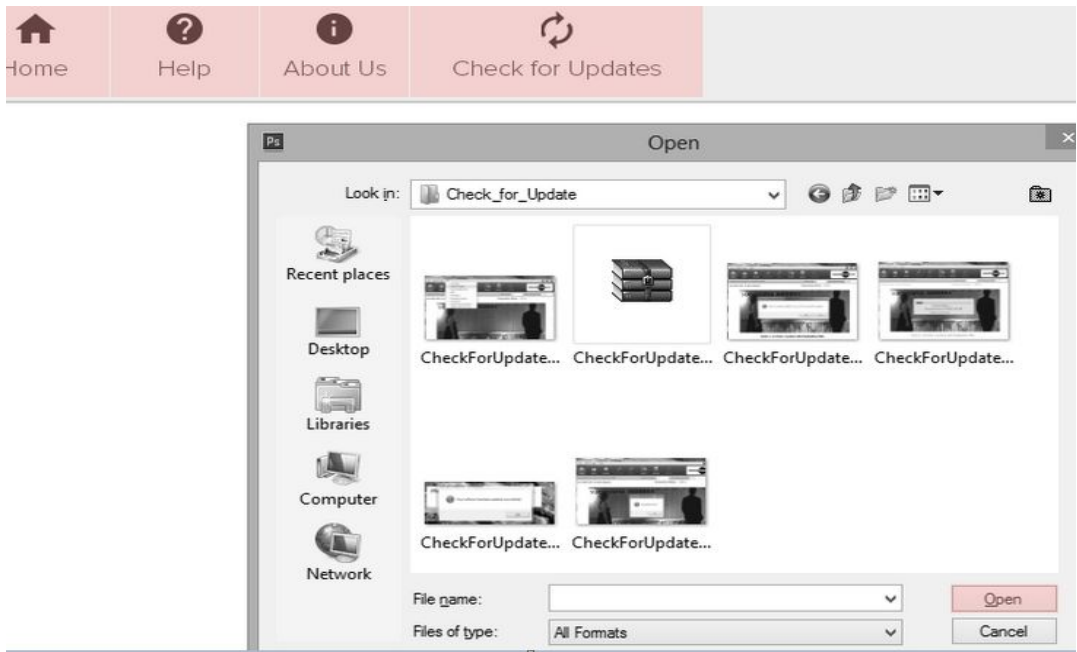 Home Help About Us Check for Updates
Ps Open
Look in: Check_for_Update
Recent places
Desktop
Libraries
Computer
Network
CheckForUpdate... CheckForUpdate... CheckForUpdate... CheckForUpdate...
CheckForUpdate... CheckForUpdate...
File name: Open
Files of type: All Formats Cancel